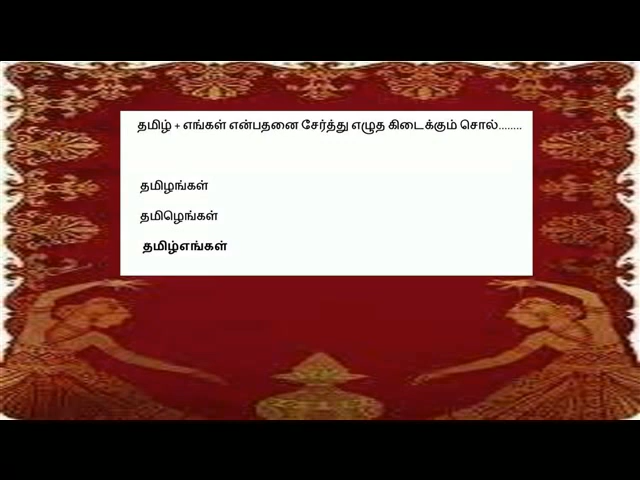 தமிழ் + எங்கள் என்பதனை சேர்த்து எழுத கிடைக்கும் சொல்........
தமிழங்கள்
தமிழெங்கள்
தமிழ்எங்கள்